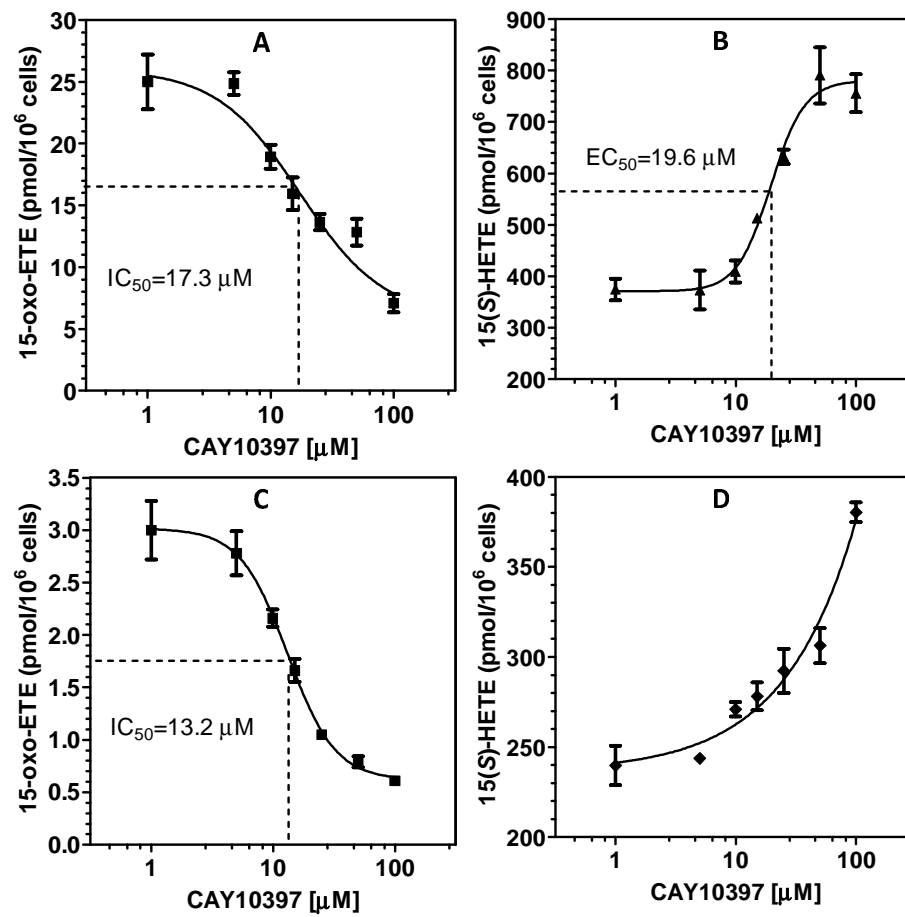 A
15-oxo-ETE (pmol/10⁶ cells)
30
25
20
15
10
5
0
IC₅₀=17.3 μM
1
10
100
CAY10397 [μM]
B
15(S)-HETE (pmol/10⁶ cells)
900
800
700
600
500
400
300
200
EC₅₀=19.6 μM
1
10
100
CAY10397 [μM]
C
15-oxo-ETE (pmol/10⁶ cells)
3.5
3.0
2.5
2.0
1.5
1.0
0.5
0.0
IC₅₀=13.2 μM
1
10
100
CAY10397 [μM]
D
15(S)-HETE (pmol/10⁶ cells)
400
360
320
280
240
200
1
10
100
CAY10397 [μM]